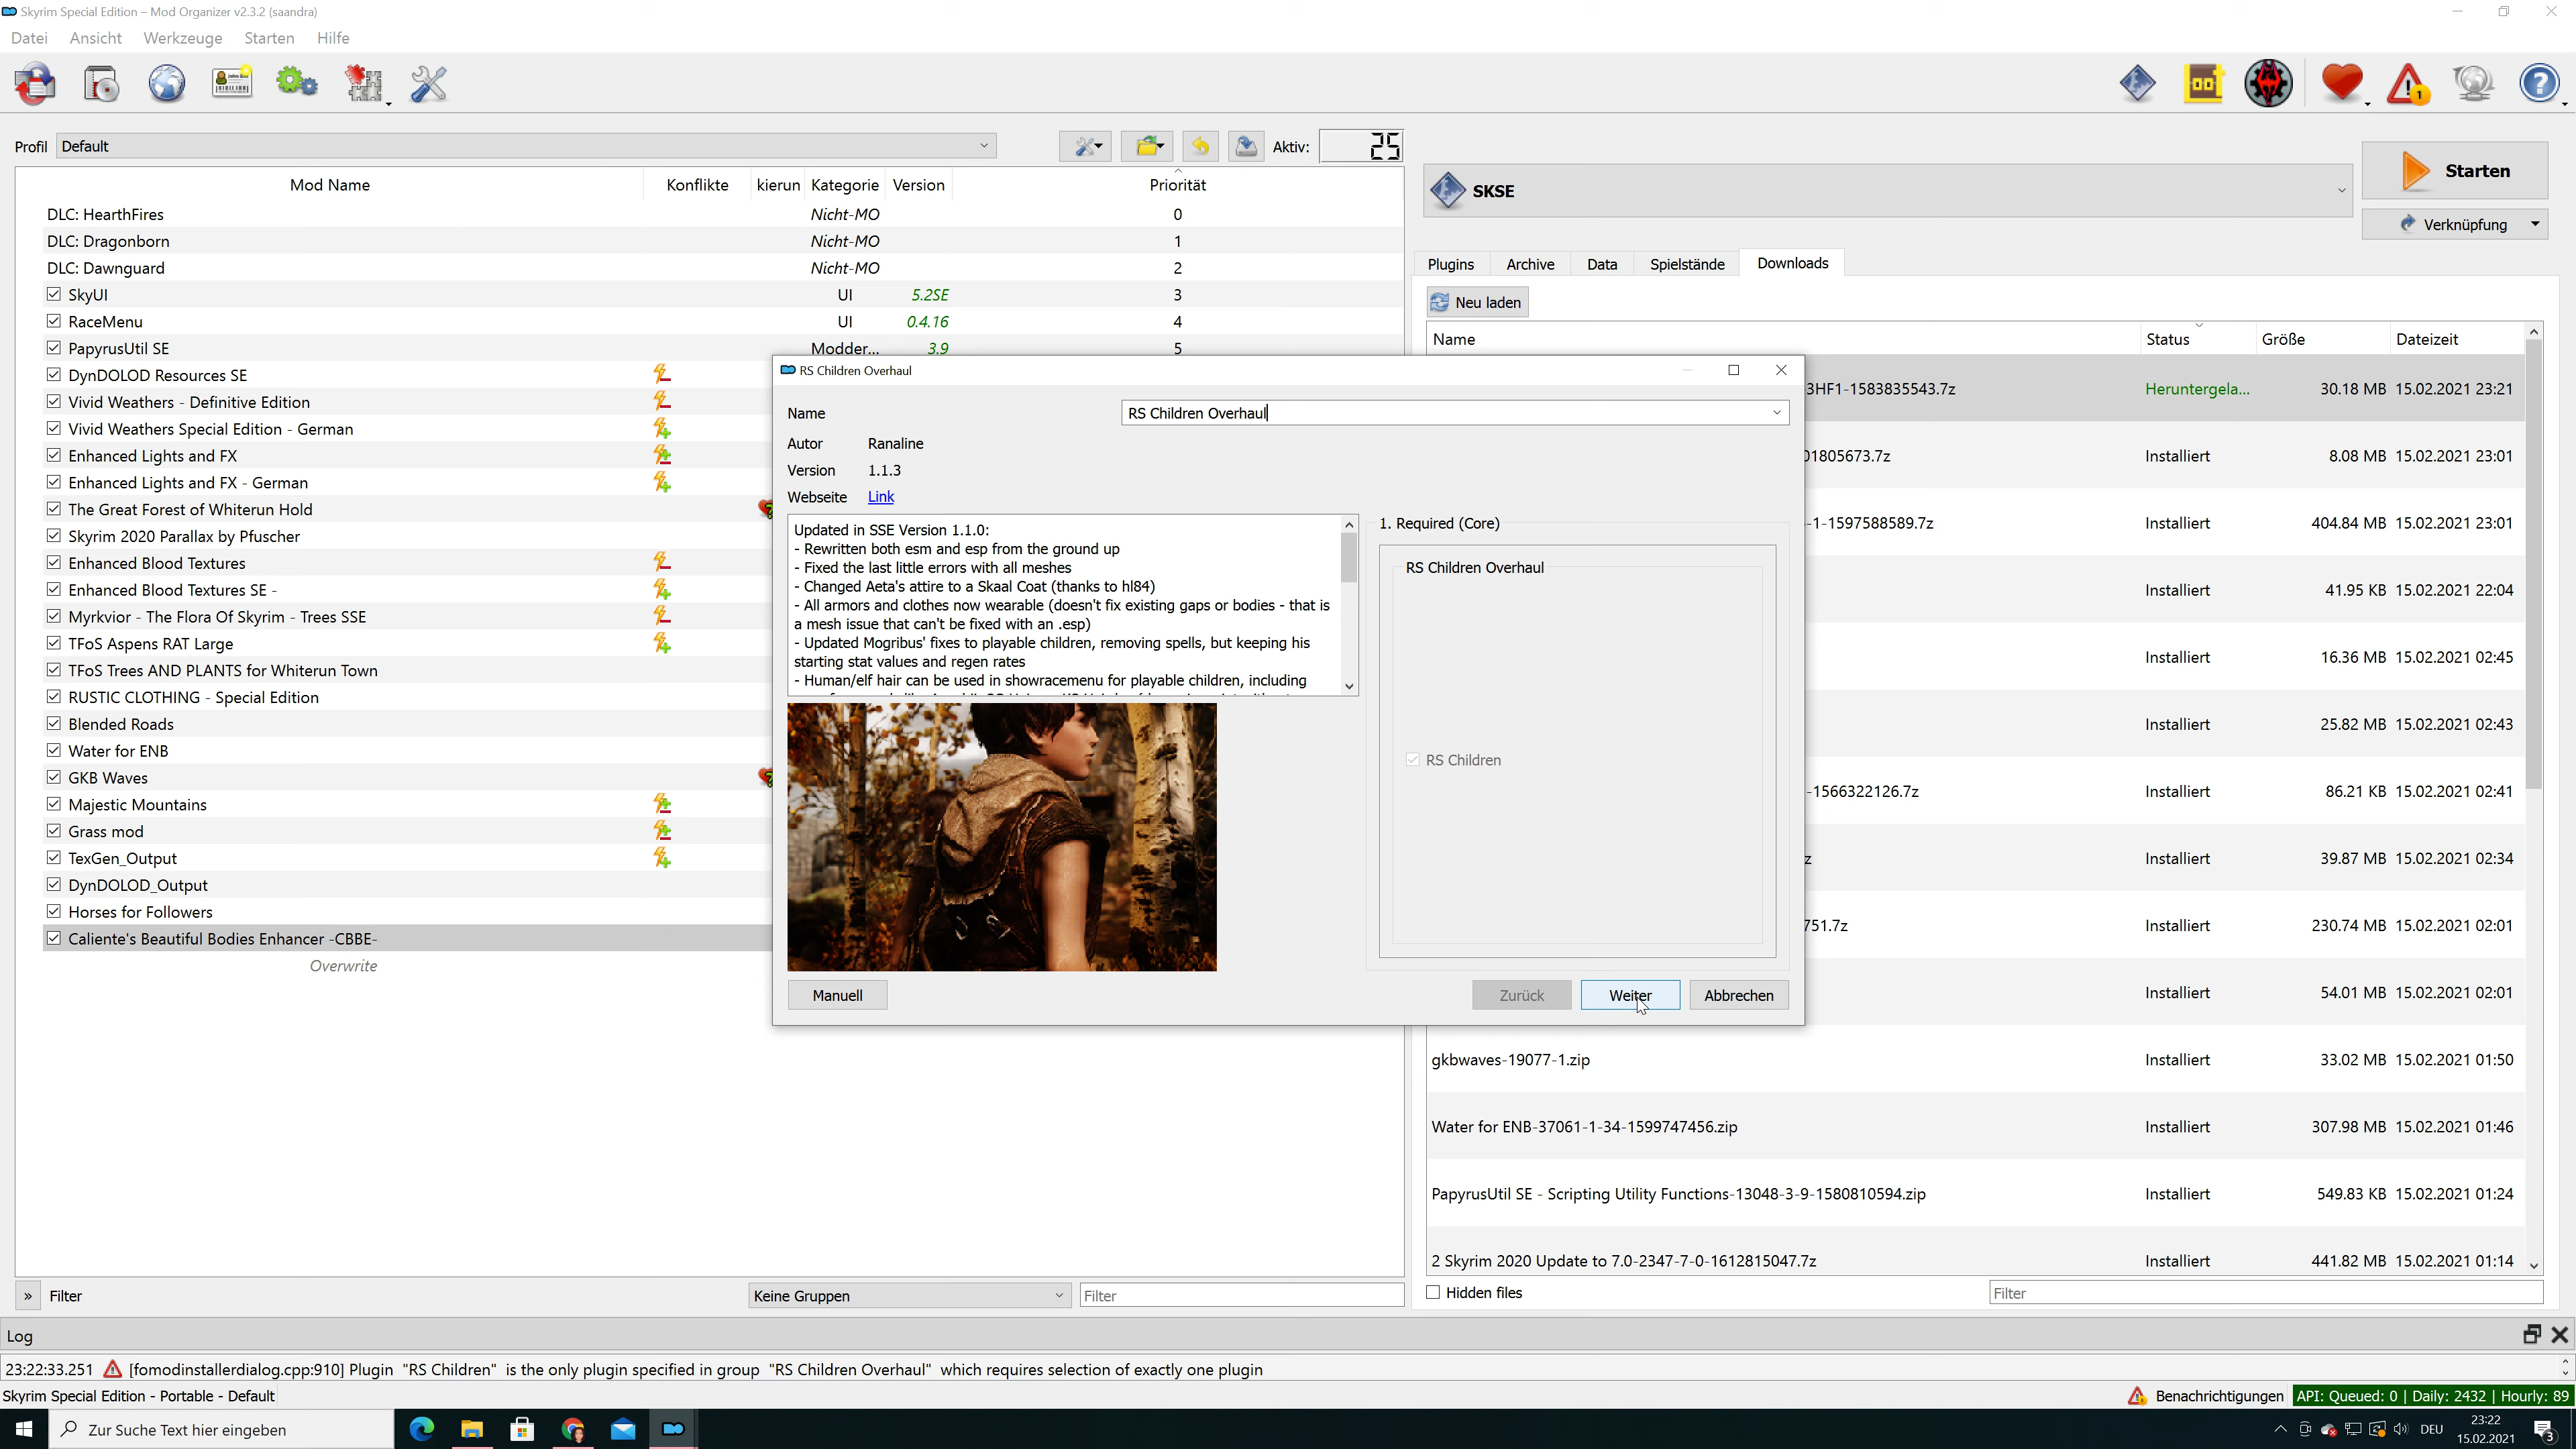 Skyrim Special Edition – Mod Organizer v2.3.2 (saandra)
Datei Ansicht Werkzeuge Starten Hilfe
Profil Default
Aktiv: 25
Mod Name Konflikte kierun Kategorie Version Priorität
DLC: HearthFires Nicht-MO 0
DLC: Dragonborn Nicht-MO 1
DLC: Dawnguard Nicht-MO 2
SkyUI UI 5.2SE 3
RaceMenu UI 0.4.16 4
PapyrusUtil SE Modder... 3.9 5
DynDOLOD Resources SE
Vivid Weathers - Definitive Edition
Vivid Weathers Special Edition - German
Enhanced Lights and FX
Enhanced Lights and FX - German
The Great Forest of Whiterun Hold
Skyrim 2020 Parallax by Pfuscher
Enhanced Blood Textures
Enhanced Blood Textures SE -
Myrkvior - The Flora Of Skyrim - Trees SSE
TFoS Aspens RAT Large
TFoS Trees AND PLANTS for Whiterun Town
RUSTIC CLOTHING - Special Edition
Blended Roads
Water for ENB
GKB Waves
Majestic Mountains
Grass mod
TexGen_Output
DynDOLOD_Output
Horses for Followers
Caliente's Beautiful Bodies Enhancer -CBBE-
Overwrite
» Filter
Keine Gruppen
Filter
RS Children Overhaul
Name RS Children Overhaul
Autor Ranaline
Version 1.1.3
Webseite Link
Updated in SSE Version 1.1.0:
- Rewritten both esm and esp from the ground up
- Fixed the last little errors with all meshes
- Changed Aeta's attire to a Skaal Coat (thanks to hl84)
- All armors and clothes now wearable (doesn't fix existing gaps or bodies - that is
a mesh issue that can't be fixed with an .esp)
- Updated Mogribus' fixes to playable children, removing spells, but keeping his
starting stat values and regen rates
- Human/elf hair can be used in showracemenu for playable children, including
1. Required (Core)
RS Children Overhaul
RS Children
Manuell
Zurück Weiter Abbrechen
SKSE
Starten
Verknüpfung
Plugins Archive Data Spielstände Downloads
Neu laden
Name Status Größe Dateizeit
3HF1-1583835543.7z Heruntergela... 30.18 MB 15.02.2021 23:21
01805673.7z Installiert 8.08 MB 15.02.2021 23:01
-1-1597588589.7z Installiert 404.84 MB 15.02.2021 23:01
Installiert 41.95 KB 15.02.2021 22:04
Installiert 16.36 MB 15.02.2021 02:45
Installiert 25.82 MB 15.02.2021 02:43
-1566322126.7z Installiert 86.21 KB 15.02.2021 02:41
z Installiert 39.87 MB 15.02.2021 02:34
751.7z Installiert 230.74 MB 15.02.2021 02:01
Installiert 54.01 MB 15.02.2021 02:01
gkbwaves-19077-1.zip Installiert 33.02 MB 15.02.2021 01:50
Water for ENB-37061-1-34-1599747456.zip Installiert 307.98 MB 15.02.2021 01:46
PapyrusUtil SE - Scripting Utility Functions-13048-3-9-1580810594.zip Installiert 549.83 KB 15.02.2021 01:24
2 Skyrim 2020 Update to 7.0-2347-7-0-1612815047.7z Installiert 441.82 MB 15.02.2021 01:14
Hidden files
Filter
Log
23:22:33.251 [fomodinstallerdialog.cpp:910] Plugin "RS Children" is the only plugin specified in group "RS Children Overhaul" which requires selection of exactly one plugin
Skyrim Special Edition - Portable - Default
Benachrichtigungen API: Queued: 0 | Daily: 2432 | Hourly: 89
Zur Suche Text hier eingeben
DEU
23:22
15.02.2021
3